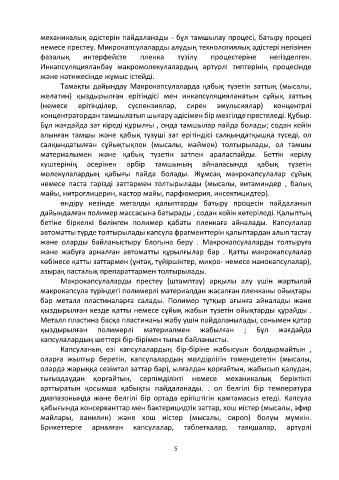 механикалық әдістерін пайдаланады - бұл тамшылау процесі, батыру процесі
немесе престеу. Микрокапсулаларды алудың технологиялық әдістері негізінен
фазалық интерфейсте пленка түзілу процестеріне негізделген.
Инкапсуляцияланбау макромолекулалардың әртүрлі типтерінің процесінде
және нәтижесінде жұмыс істейді.
Тамақты дайындау Макрокапсулаларда қабық түзетін заттың (мысалы,
желатин) қыздырылған ерітіндісі мен инкапсуляцияланатын сұйық заттың
(немесе ерітінділер, суспензиялар, сирек эмульсиялар) концентрлі
концентратордан тамшылатып шығару әдісімен бір мезгілде престеледі. Құбыр.
Бұл жағдайда зат кіреді құрылғы , онда тамшылар пайда болады; содан кейін
алынған тамшы және қабық түзуші зат ерітіндісі салқындатқышқа түседі, ол
салқындатылған сұйықтықпен (мысалы, маймен) толтырылады, ол тамшы
материалымен және қабық түзетін затпен араласпайды. Беттік керілу
күштерінің әсерінен әрбір тамшының айналасында қабық түзетін
молекулалардың қабығы пайда болады. Жұмсақ макрокапсулалар сұйық
немесе паста тәрізді заттармен толтырылады (мысалы, витаминдер , балық
майы, нитроглицерин, кастор майы, парфюмерия, инсектицидтер).
өндіру кезінде металды қалыптарды батыру процесін пайдаланып
дайындалған полимер массасына батырады , содан кейін көтеріледі. Қалыптың
бетіне біркелкі бөлінген полимер қабаты пленкаға айналады. Капсулалар
автоматты түрде толтырылады капсула фрагменттерін қалыптардан алып тастау
және оларды байланыстыру блогына беру . Макрокапсулаларды толтыруға
және жабуға арналған автоматты құрылғылар бар . Қатты макрокапсулалар
көбінесе қатты заттармен (ұнтақ, түйіршіктер, микро- немесе нанокапсулалар),
азырақ пасталық препараттармен толтырылады.
Макрокапсулаларды престеу (штамптау) арқылы алу үшін жартылай
макрокапсула түріндегі полимерлі материалдан жасалған пленканы ойықтары
бар металл пластиналарға салады. Полимер тұтқыр ағынға айналады және
қыздырылған кезде қатты немесе сұйық жабын түзетін ойықтарды құрайды .
Металл пластина басқа пластинаны жабу үшін пайдаланылады, сонымен қатар
қыздырылған полимерлі материалмен жабылған ; Бұл жағдайда
капсулалардың шеттері бір-бірімен тығыз байланысты.
Капсуланың өзі капсулалардың бір-біріне жабысуын болдырмайтын ,
оларға жылтыр беретін, капсулалардың мөлдірлігін төмендететін (мысалы,
оларда жарыққа сезімтал заттар бар), ылғалдан қорғайтын, жабысып қалудан,
тығыздаудан қорғайтын, серпімділікті немесе механикалық беріктікті
арттыратын қосымша қабықты пайдаланады. . ол белгілі бір температура
диапазонында және белгілі бір ортада ерігіштігін қамтамасыз етеді. Капсула
қабығында консерванттар мен бактерицидтік заттар, хош иістер (мысалы, эфир
майлары, ванилин) және хош иістер (мысалы, сироп) болуы мүмкін.
Брикеттерге арналған капсулалар, таблеткалар, таяқшалар, әртүрлі
5